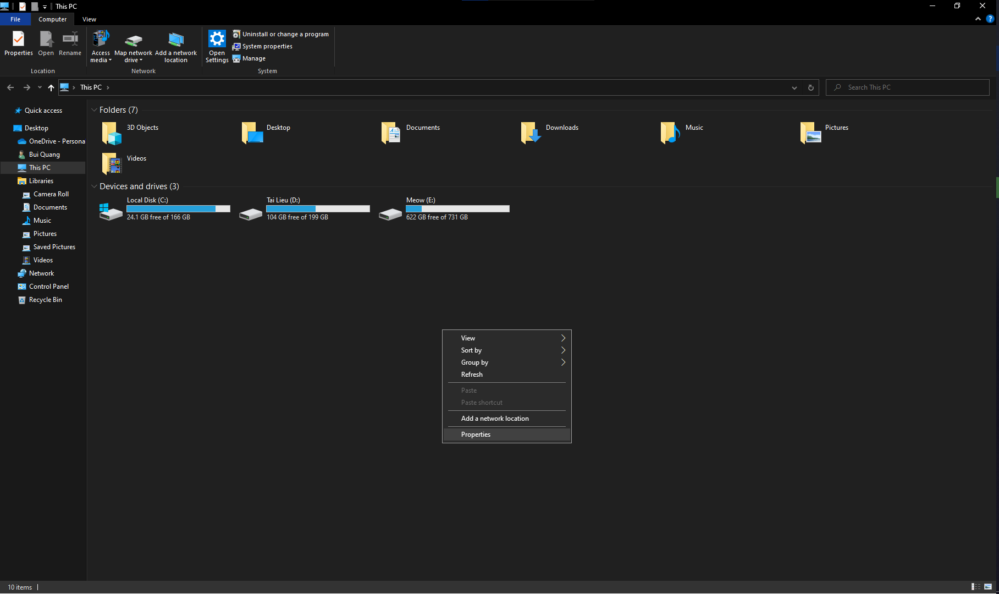 This PC
File
Computer
View
Properties
Open
Rename
Access media
Map network drive
Add a network location
Open Settings
Uninstall or change a program
System properties
Manage
Location
Network
System
This PC
Search This PC
Quick access
Desktop
OneDrive - Persona
Bui Quang
This PC
Libraries
Camera Roll
Documents
Music
Pictures
Saved Pictures
Videos
Network
Control Panel
Recycle Bin
Folders (7)
3D Objects
Desktop
Documents
Downloads
Music
Pictures
Videos
Devices and drives (3)
Local Disk (C:)
24.1 GB free of 166 GB
Tai Lieu (D:)
104 GB free of 199 GB
Meow (E:)
622 GB free of 731 GB
View
Sort by
Group by
Refresh
Paste
Paste shortcut
Add a network location
Properties
10 items